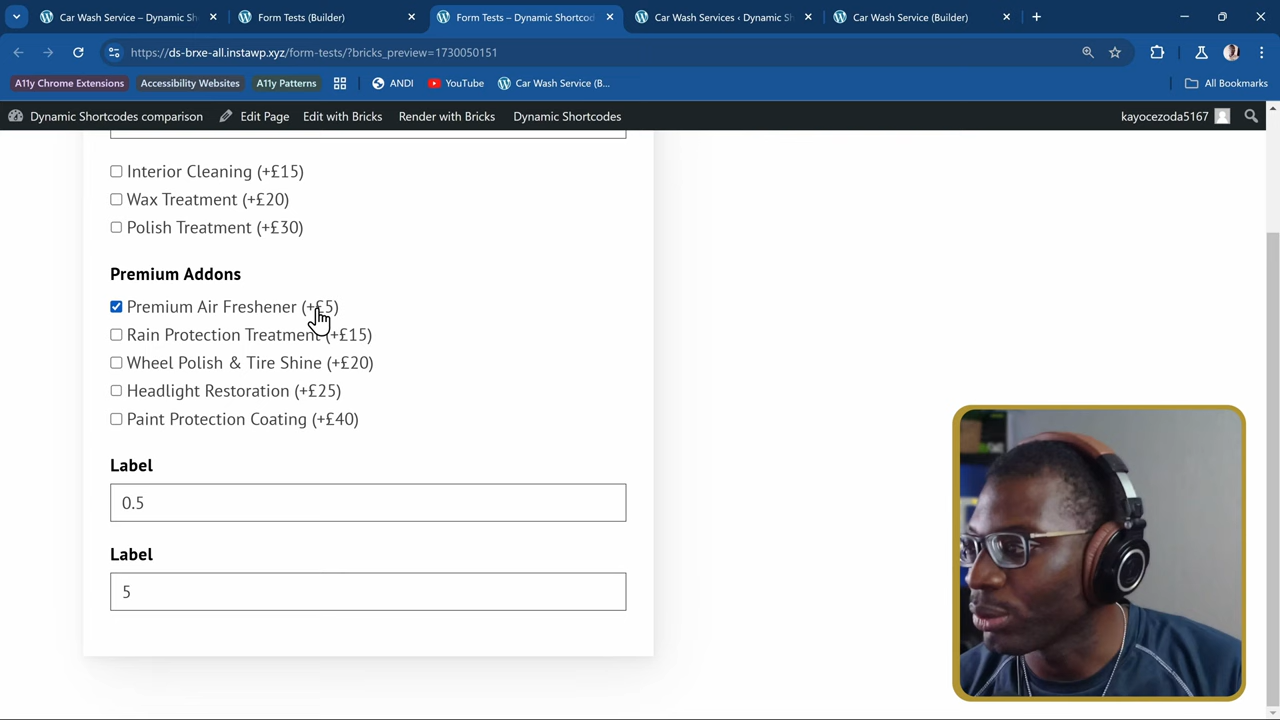 Car Wash Service – Dynamic Sh
Form Tests (Builder)
Form Tests – Dynamic Shortcod
Car Wash Services ‹ Dynamic Sh
Car Wash Service (Builder)
https://ds-brxe-all.instawp.xyz/form-tests/?bricks_preview=1730050151
A11y Chrome Extensions
Accessibility Websites
A11y Patterns
ANDI
YouTube
Car Wash Service (B...
All Bookmarks
Dynamic Shortcodes comparison
Edit Page
Edit with Bricks
Render with Bricks
Dynamic Shortcodes
kayocezoda5167
Interior Cleaning (+£15)
Wax Treatment (+£20)
Polish Treatment (+£30)
Premium Addons
Premium Air Freshener (+£5)
Rain Protection Treatment (+£15)
Wheel Polish & Tire Shine (+£20)
Headlight Restoration (+£25)
Paint Protection Coating (+£40)
Label
0.5
Label
5